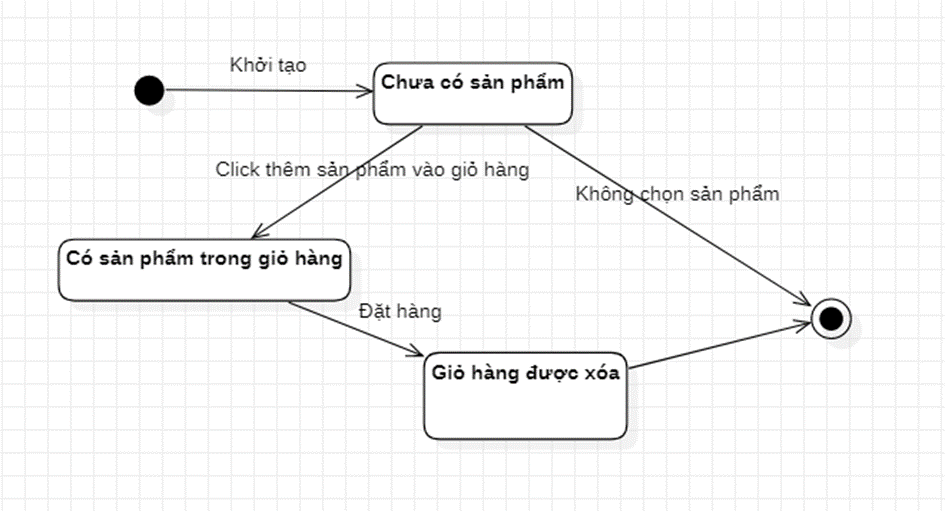 Khởi tạo
Chưa có sản phẩm
Click thêm sản phẩm vào giỏ hàng
Không chọn sản phẩm
Có sản phẩm trong giỏ hàng
Đặt hàng
Giỏ hàng được xóa